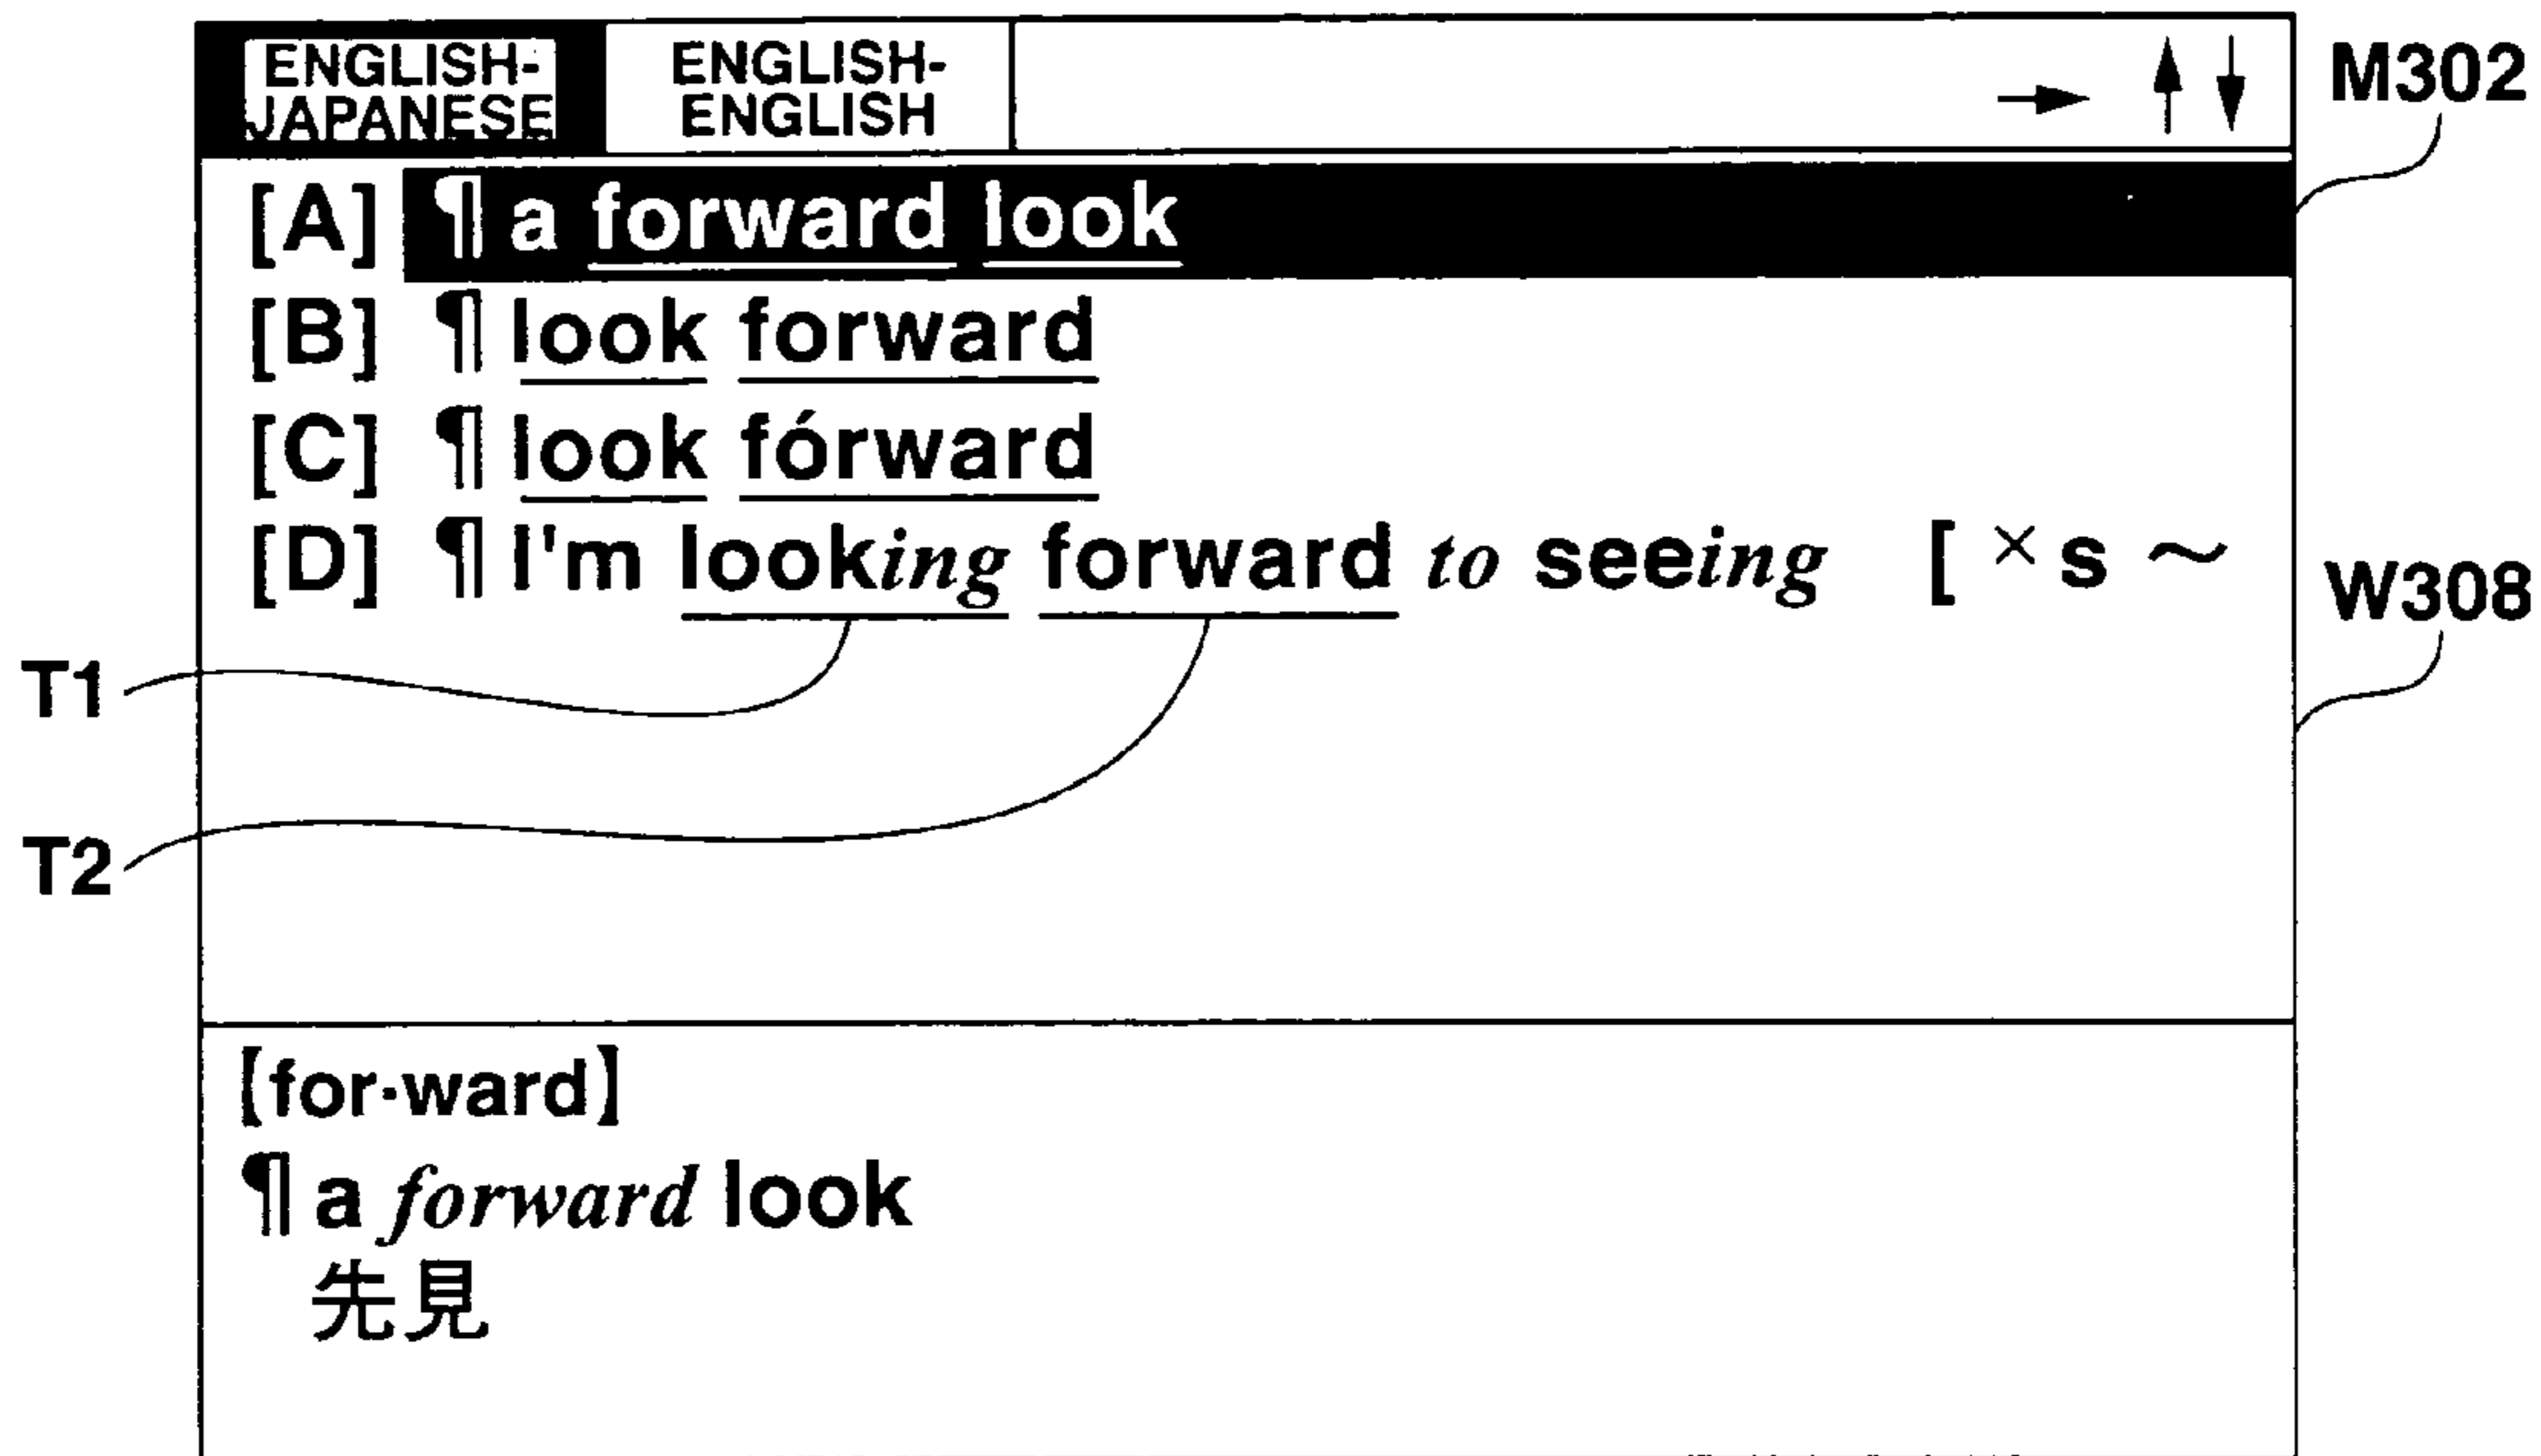 ENGLISH-
JAPANESE
ENGLISH-
ENGLISH
→ ↑ ↓
M302
[A] ¶ a forward look
[B] ¶ look forward
[C] ¶ look fórward
[D] ¶ I'm looking forward to seeing [ ×s ～
W308
T1
T2
【for·ward】
¶ a forward look
先見